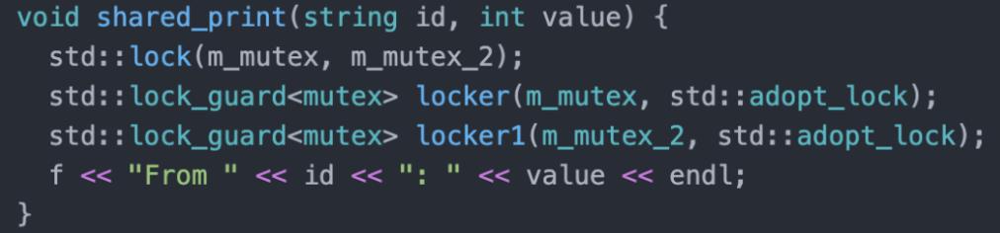 void shared_print(string id, int value) {
  std::lock(m_mutex, m_mutex_2);
  std::lock_guard<mutex> locker(m_mutex, std::adopt_lock);
  std::lock_guard<mutex> locker1(m_mutex_2, std::adopt_lock);
  f << "From " << id << ": " << value << endl;
}